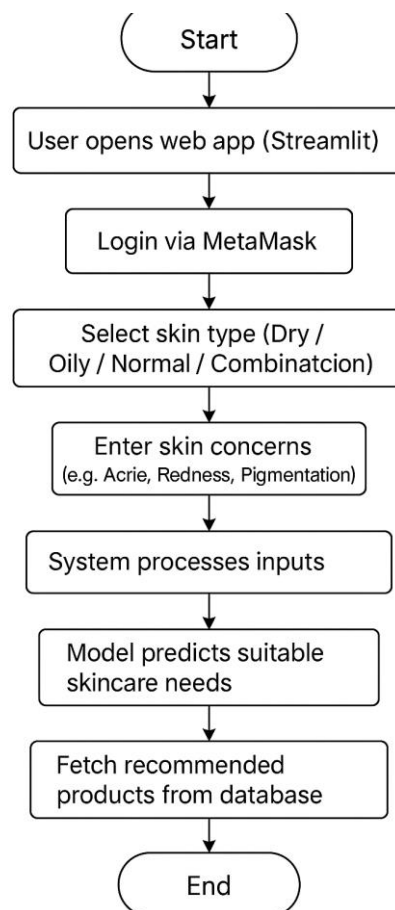 Start
User opens web app (Streamlit)
Login via MetaMask
Select skin type (Dry /
Oily / Normal / Combinatcion)
Enter skin concerns
(e.g. Acrie, Redness, Pigmentation)
System processes inputs
Model predicts suitable
skincare needs
Fetch recommended
products from database
End